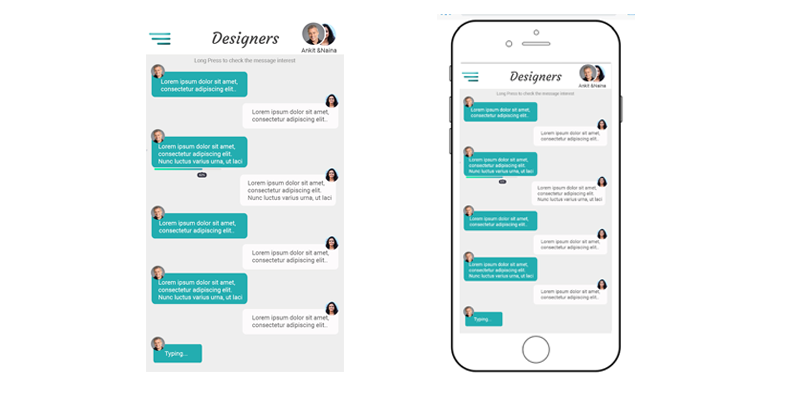 Designers
Ankit &Naina
Long Press to check the message interest
Lorem ipsum dolor sit amet,
consectetur adipiscing elit..
Lorem ipsum dolor sit amet,
consectetur adipiscing elit..
Lorem ipsum dolor sit amet,
consectetur adipiscing elit.
Nunc luctus varius urna, ut laci
Lorem ipsum dolor sit amet,
consectetur adipiscing elit.
Nunc luctus varius urna, ut laci
Lorem ipsum dolor sit amet,
consectetur adipiscing elit..
Lorem ipsum dolor sit amet,
consectetur adipiscing elit..
Lorem ipsum dolor sit amet,
consectetur adipiscing elit.
Nunc luctus varius urna, ut laci
Lorem ipsum dolor sit amet,
consectetur adipiscing elit..
Typing...
Designers
Ankit &Naina
Long Press to check the message interest
Lorem ipsum dolor sit amet,
consectetur adipiscing elit..
Lorem ipsum dolor sit amet,
consectetur adipiscing elit..
Lorem ipsum dolor sit amet,
consectetur adipiscing elit.
Nunc luctus varius urna, ut laci
Lorem ipsum dolor sit amet,
consectetur adipiscing elit.
Nunc luctus varius urna, ut laci
Lorem ipsum dolor sit amet,
consectetur adipiscing elit..
Lorem ipsum dolor sit amet,
consectetur adipiscing elit..
Lorem ipsum dolor sit amet,
consectetur adipiscing elit.
Nunc luctus varius urna, ut laci
Lorem ipsum dolor sit amet,
consectetur adipiscing elit..
Typing...